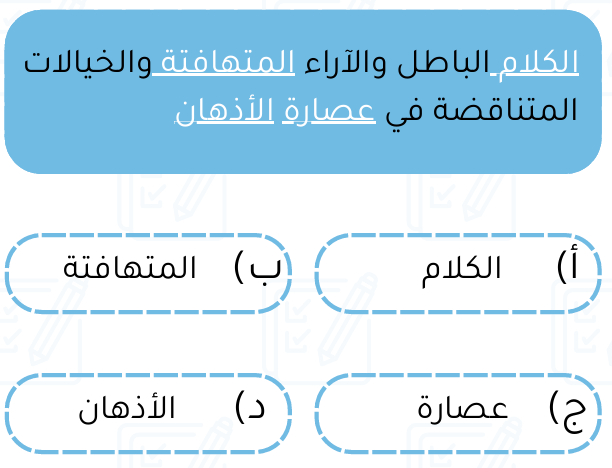 الكلام الباطل والآراء المتهافتة والخيالات
المتناقضة في عصارة الأذهان
أ) الكلام
ب) المتهافتة
ج) عصارة
د) الأذهان